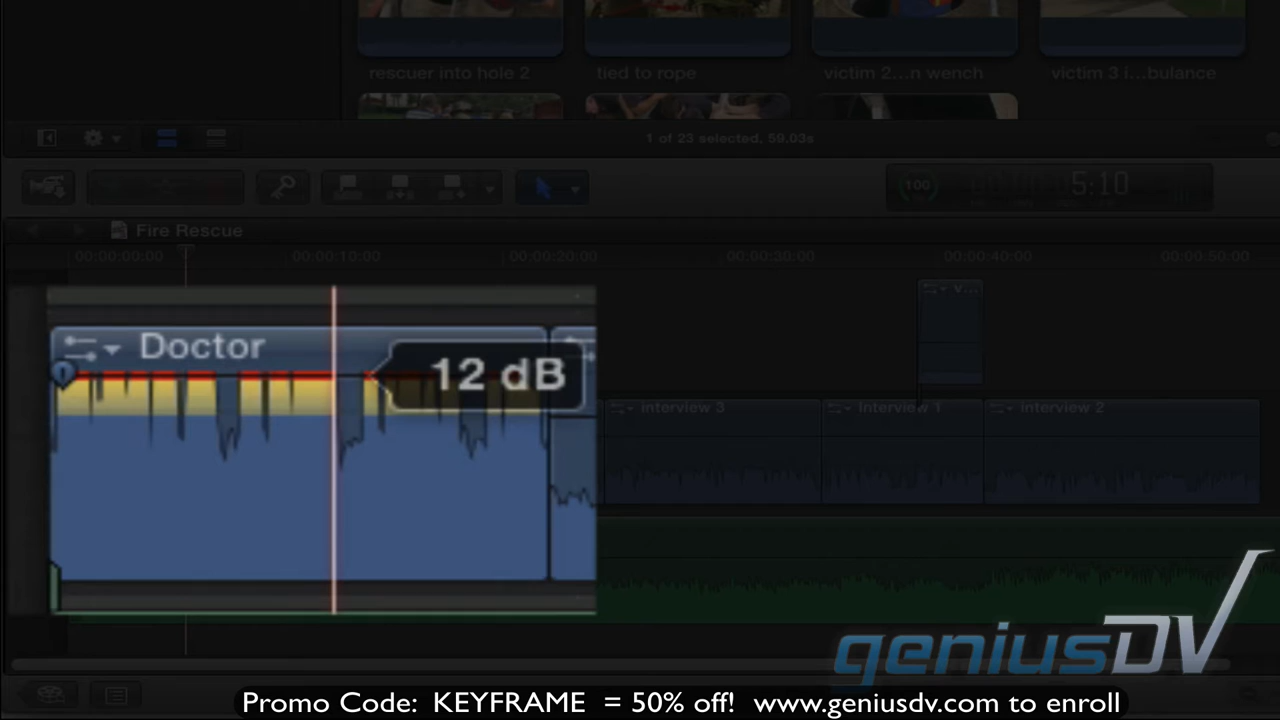 rescuer into hole 2
tied to rope
victim 2...n wench
victim 3 i...bulance
1 of 23 selected, 59.03s
100
5:10
Fire Rescue
00:00:00:00
00:00:10:00
00:00:20:00
00:00:30:00
00:00:40:00
00:00:50:00
v...
Doctor
12 dB
interview 3
Interview 1
interview 2
geniusDV
Promo Code: KEYFRAME = 50% off! www.geniusdv.com to enroll